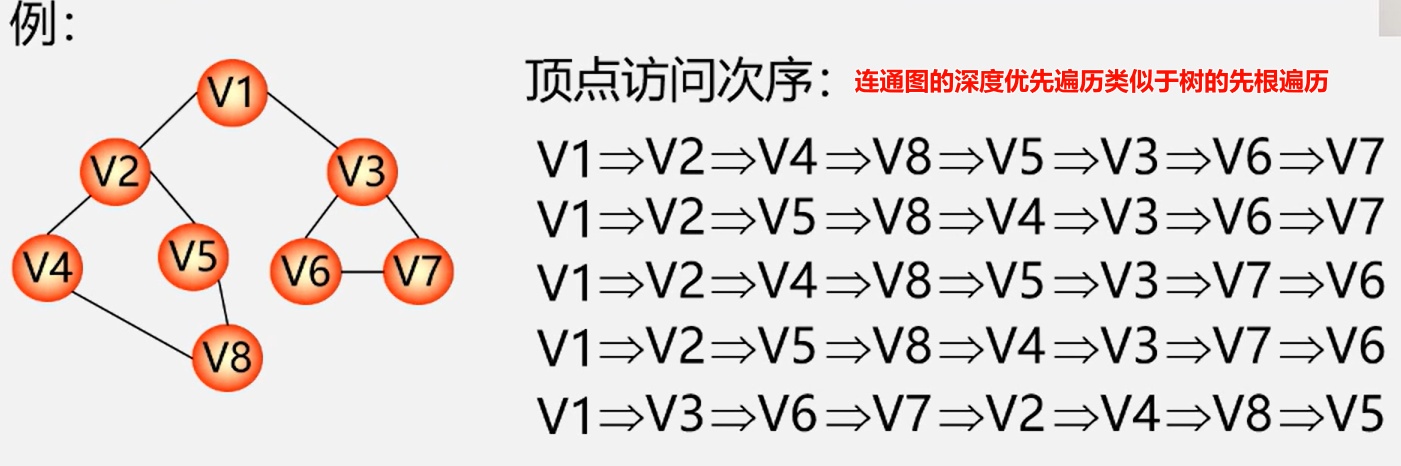 例：
V1
V2
V3
V4
V5
V6
V7
V8
顶点访问次序：连通图的深度优先遍历类似于树的先根遍历
V1⇒V2⇒V4⇒V8⇒V5⇒V3⇒V6⇒V7
V1⇒V2⇒V5⇒V8⇒V4⇒V3⇒V6⇒V7
V1⇒V2⇒V4⇒V8⇒V5⇒V3⇒V7⇒V6
V1⇒V2⇒V5⇒V8⇒V4⇒V3⇒V7⇒V6
V1⇒V3⇒V6⇒V7⇒V2⇒V4⇒V8⇒V5